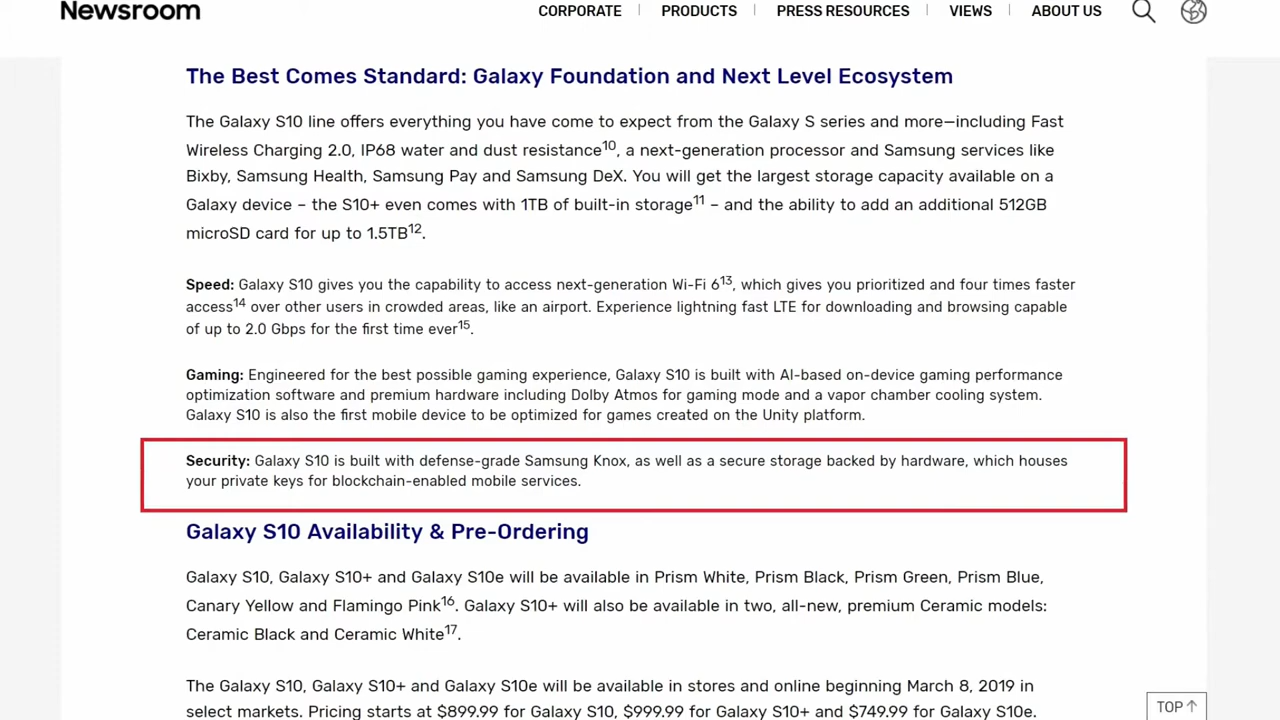 Newsroom
CORPORATE | PRODUCTS | PRESS RESOURCES | VIEWS | ABOUT US
The Best Comes Standard: Galaxy Foundation and Next Level Ecosystem
The Galaxy S10 line offers everything you have come to expect from the Galaxy S series and more—including Fast
Wireless Charging 2.0, IP68 water and dust resistance10, a next-generation processor and Samsung services like
Bixby, Samsung Health, Samsung Pay and Samsung DeX. You will get the largest storage capacity available on a
Galaxy device – the S10+ even comes with 1TB of built-in storage11 – and the ability to add an additional 512GB
microSD card for up to 1.5TB12.
Speed: Galaxy S10 gives you the capability to access next-generation Wi-Fi 613, which gives you prioritized and four times faster
access14 over other users in crowded areas, like an airport. Experience lightning fast LTE for downloading and browsing capable
of up to 2.0 Gbps for the first time ever15.
Gaming: Engineered for the best possible gaming experience, Galaxy S10 is built with AI-based on-device gaming performance
optimization software and premium hardware including Dolby Atmos for gaming mode and a vapor chamber cooling system.
Galaxy S10 is also the first mobile device to be optimized for games created on the Unity platform.
Security: Galaxy S10 is built with defense-grade Samsung Knox, as well as a secure storage backed by hardware, which houses
your private keys for blockchain-enabled mobile services.
Galaxy S10 Availability & Pre-Ordering
Galaxy S10, Galaxy S10+ and Galaxy S10e will be available in Prism White, Prism Black, Prism Green, Prism Blue,
Canary Yellow and Flamingo Pink16. Galaxy S10+ will also be available in two, all-new, premium Ceramic models:
Ceramic Black and Ceramic White17.
The Galaxy S10, Galaxy S10+ and Galaxy S10e will be available in stores and online beginning March 8, 2019 in
select markets. Pricing starts at $899.99 for Galaxy S10, $999.99 for Galaxy S10+ and $749.99 for Galaxy S10e.
TOP↑